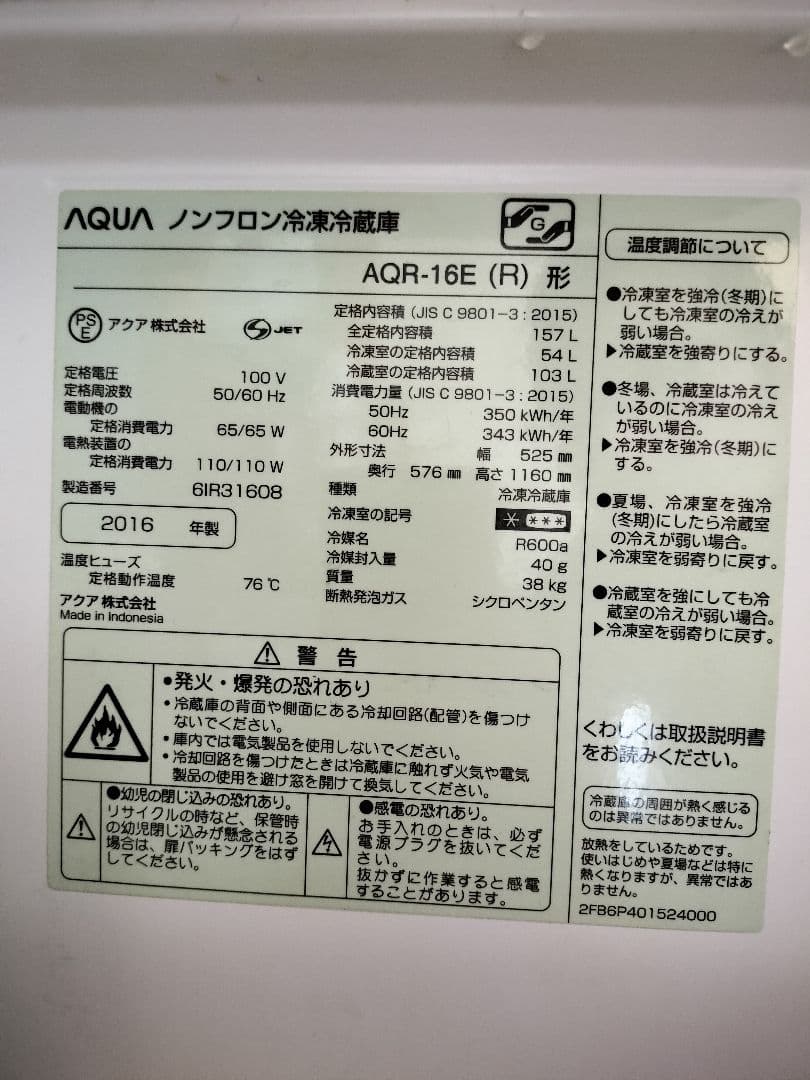 AQUA ノンフロン冷凍冷蔵庫
G
AQR-16E (R) 形
PS
E
アクア株式会社
S JET
定格電圧 100 V
定格周波数 50/60 Hz
電動機の
定格消費電力 65/65 W
電熱装置の
定格消費電力 110/110 W
製造番号 6IR31608
2016 年製
温度ヒューズ
定格動作温度 76 ℃
アクア株式会社
Made in Indonesia
定格内容積 (JIS C 9801-3 : 2015)
全定格内容積 157 L
冷凍室の定格内容積 54 L
冷蔵室の定格内容積 103 L
消費電力量 (JIS C 9801-3 : 2015)
50Hz 350 kWh/年
60Hz 343 kWh/年
外形寸法 幅 525 ㎜
奥行 576 ㎜ 高さ 1160 ㎜
種類 冷凍冷蔵庫
冷凍室の記号 * ***
冷媒名 R600a
冷媒封入量 40 g
質量 38 kg
断熱発泡ガス シクロペンタン
警 告
●発火・爆発の恐れあり
・冷蔵庫の背面や側面にある冷却回路(配管)を傷つけ
ないでください。
・庫内では電気製品を使用しないでください。
・冷却回路を傷つけたときは冷蔵庫に触れず火気や電気
製品の使用を避け窓を開けて換気してください。
●幼児の閉じ込みの恐れあり。
リサイクルの時など、保管時
の幼児閉じ込みが懸念される
場合は、扉パッキングをはず
してください。
●感電の恐れあり。
お手入れのときは、必ず
電源プラグを抜いてくだ
さい。
抜かずに作業すると感電
することがあります。
温度調節について
●冷凍室を強冷(冬期)に
しても冷凍室の冷えが
弱い場合。
▶冷蔵室を強寄りにする。
●冬場、冷蔵室は冷えて
いるのに冷凍室の冷え
が弱い場合。
▶冷凍室を強冷(冬期)に
する。
●夏場、冷凍室を強冷
(冬期)にしたら冷蔵室
の冷えが弱い場合。
▶冷凍室を弱寄りに戻す。
●冷蔵室を強にしても冷
蔵室の冷えが弱い場合。
▶冷凍室を弱寄りに戻す。
くわしくは取扱説明書
をお読みください。
冷蔵庫の周囲が熱く感じる
のは異常ではありません。
放熱をしているためです。
使いはじめや夏場などは特に
熱くなりますが、異常ではあ
りません。
2FB6P401524000